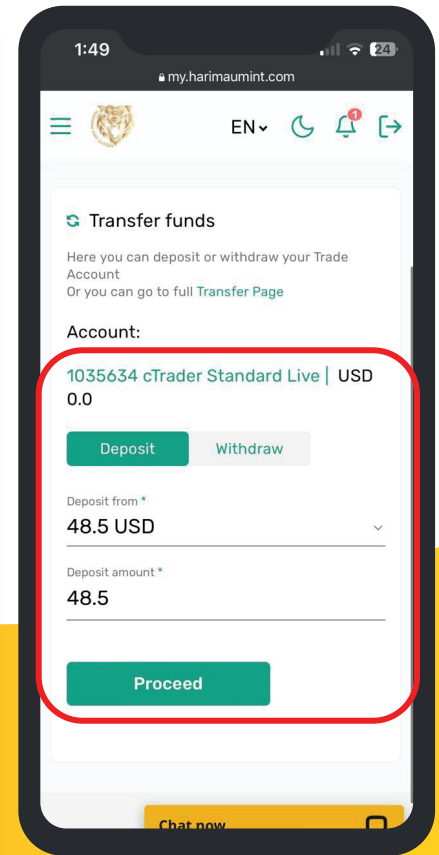 1:49
24
my.harimaumint.com
EN
1
Transfer funds
Here you can deposit or withdraw your Trade
Account
Or you can go to full Transfer Page
Account:
1035634 cTrader Standard Live | USD
0.0
Deposit
Withdraw
Deposit from *
48.5 USD
Deposit amount *
48.5
Proceed
Chat now